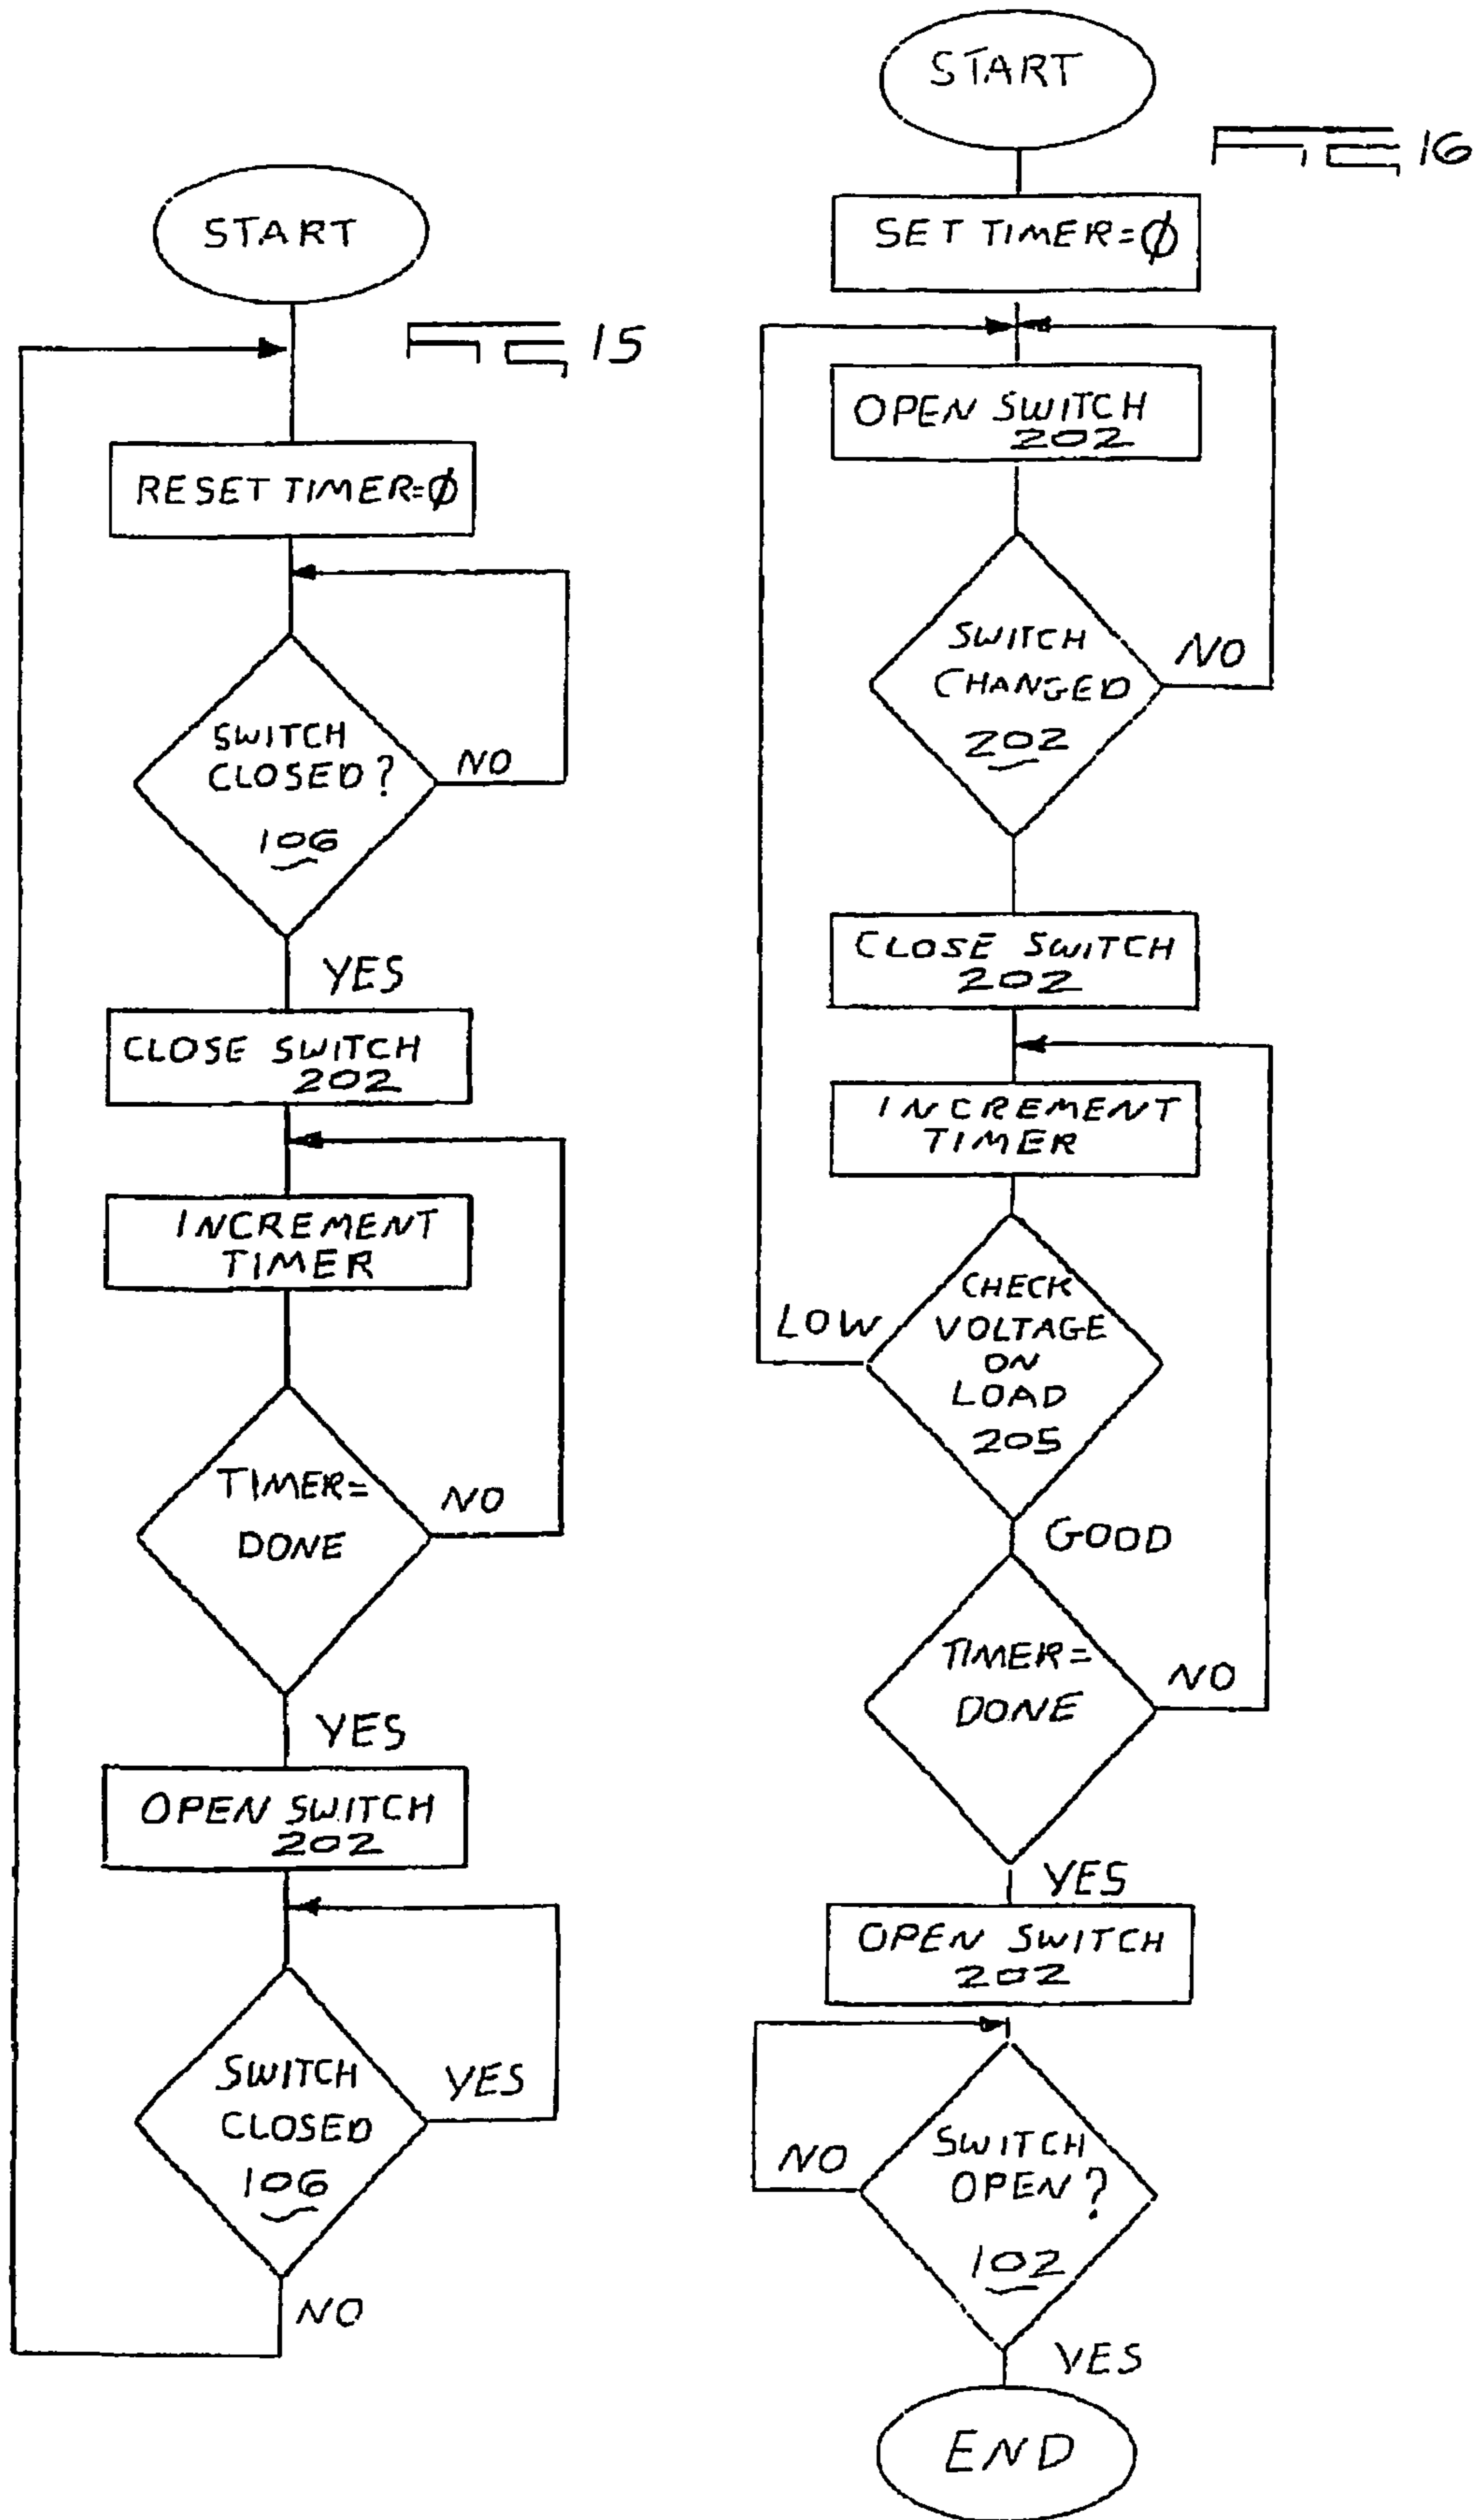 START
FIG 15
RESET TIMER=Ø
SWITCH
CLOSED?
NO
106
YES
CLOSE SWITCH
202
INCREMENT
TIMER
TIMER=
DONE
NO
YES
OPEN SWITCH
202
SWITCH
CLOSED
YES
106
NO
START
FIG 16
SET TIMER=Ø
OPEN SWITCH
202
SWITCH
CHANGED
NO
202
CLOSE SWITCH
202
INCREMENT
TIMER
CHECK
VOLTAGE
ON
LOAD
205
LOW
GOOD
TIMER=
DONE
NO
YES
OPEN SWITCH
202
SWITCH
OPEN?
NO
102
YES
END